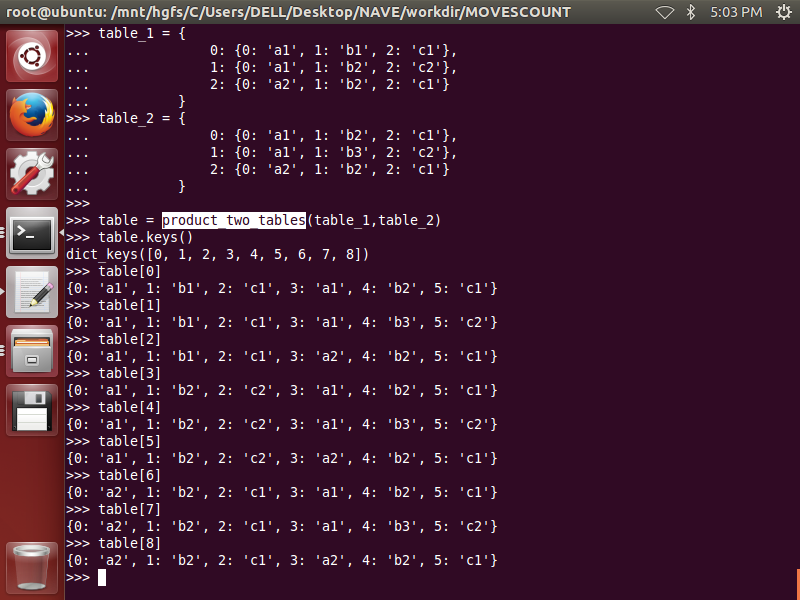 root@ubuntu: /mnt/hgfs/C/Users/DELL/Desktop/NAVE/workdir/MOVESCOUNT 5:03 PM
>>> table_1 = {
...               0: {0: 'a1', 1: 'b1', 2: 'c1'},
...               1: {0: 'a1', 1: 'b2', 2: 'c2'},
...               2: {0: 'a2', 1: 'b2', 2: 'c1'}
...           }
>>> table_2 = {
...               0: {0: 'a1', 1: 'b2', 2: 'c1'},
...               1: {0: 'a1', 1: 'b3', 2: 'c2'},
...               2: {0: 'a2', 1: 'b2', 2: 'c1'}
...           }
>>>
>>> table = product_two_tables(table_1,table_2)
>>> table.keys()
dict_keys([0, 1, 2, 3, 4, 5, 6, 7, 8])
>>> table[0]
{0: 'a1', 1: 'b1', 2: 'c1', 3: 'a1', 4: 'b2', 5: 'c1'}
>>> table[1]
{0: 'a1', 1: 'b1', 2: 'c1', 3: 'a1', 4: 'b3', 5: 'c2'}
>>> table[2]
{0: 'a1', 1: 'b1', 2: 'c1', 3: 'a2', 4: 'b2', 5: 'c1'}
>>> table[3]
{0: 'a1', 1: 'b2', 2: 'c2', 3: 'a1', 4: 'b2', 5: 'c1'}
>>> table[4]
{0: 'a1', 1: 'b2', 2: 'c2', 3: 'a1', 4: 'b3', 5: 'c2'}
>>> table[5]
{0: 'a1', 1: 'b2', 2: 'c2', 3: 'a2', 4: 'b2', 5: 'c1'}
>>> table[6]
{0: 'a2', 1: 'b2', 2: 'c1', 3: 'a1', 4: 'b2', 5: 'c1'}
>>> table[7]
{0: 'a2', 1: 'b2', 2: 'c1', 3: 'a1', 4: 'b3', 5: 'c2'}
>>> table[8]
{0: 'a2', 1: 'b2', 2: 'c1', 3: 'a2', 4: 'b2', 5: 'c1'}
>>>